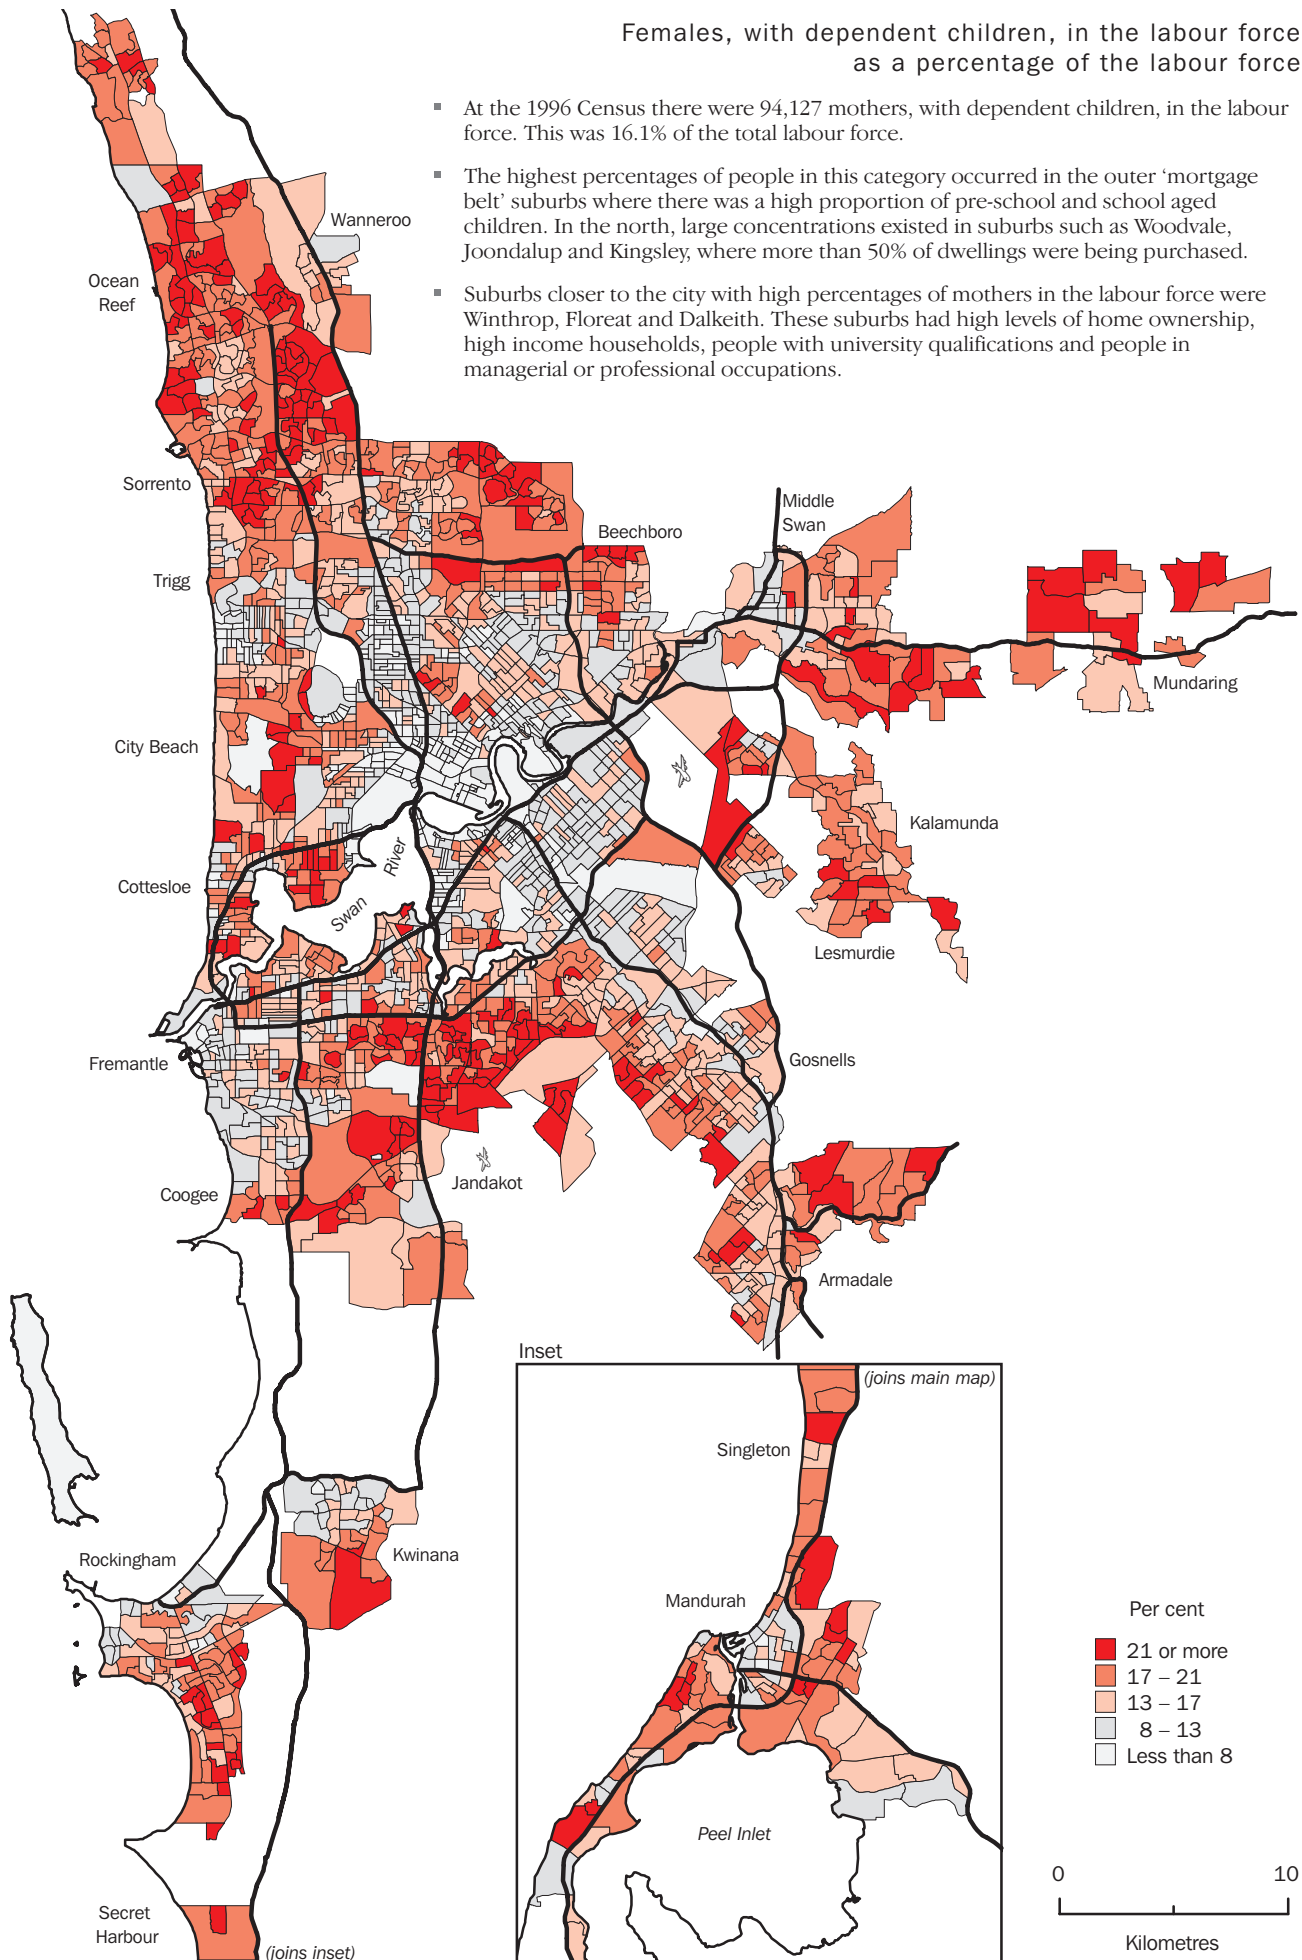 Females, with dependent children, in the labour force
as a percentage of the labour force
▪ At the 1996 Census there were 94,127 mothers, with dependent children, in the labour
force. This was 16.1% of the total labour force.
▪ The highest percentages of people in this category occurred in the outer ‘mortgage
belt’ suburbs where there was a high proportion of pre-school and school aged
children. In the north, large concentrations existed in suburbs such as Woodvale,
Joondalup and Kingsley, where more than 50% of dwellings were being purchased.
▪ Suburbs closer to the city with high percentages of mothers in the labour force were
Winthrop, Floreat and Dalkeith. These suburbs had high levels of home ownership,
high income households, people with university qualifications and people in
managerial or professional occupations.
Wanneroo
Ocean
Reef
Sorrento
Middle
Swan
Beechboro
Trigg
Mundaring
City Beach
Kalamunda
River
Cottesloe
Swan
Lesmurdie
Fremantle
Gosnells
Jandakot
Coogee
Armadale
Inset
(joins main map)
Singleton
Rockingham
Kwinana
Mandurah
Per cent
21 or more
17 – 21
13 – 17
8 – 13
Less than 8
Peel Inlet
0 10
Kilometres
Secret
Harbour
(joins inset)